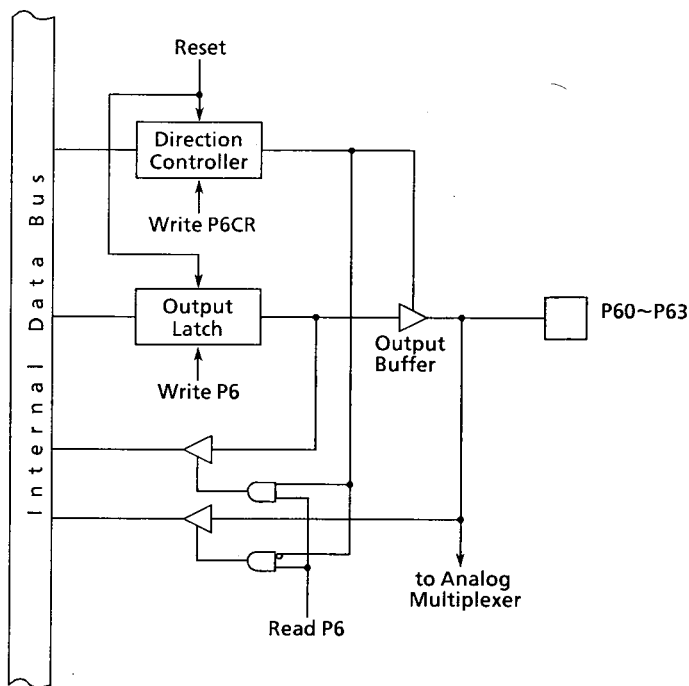 Reset
Direction
Controller
Write P6CR
Internal Data Bus
Output
Latch
P60~P63
Output
Buffer
Write P6
to Analog
Multiplexer
Read P6